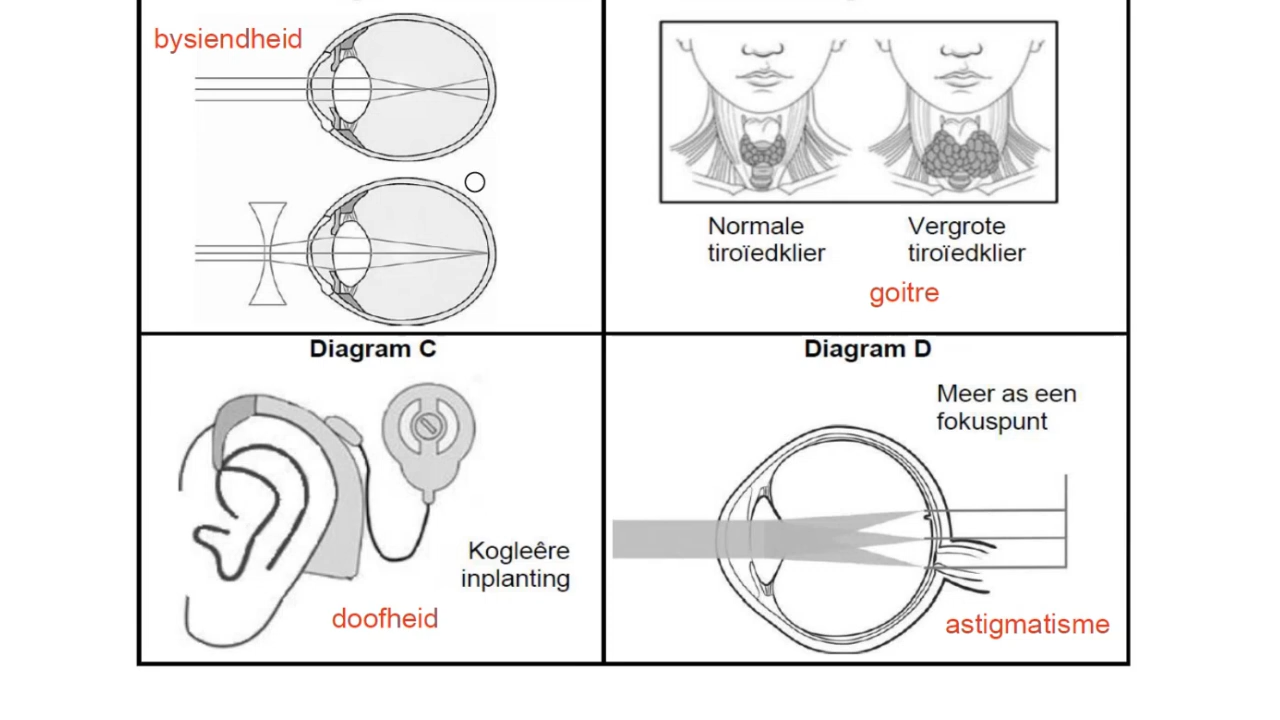 bysiendheid
Normale
tiroïedklier
Vergrote
tiroïedklier
goitre
Diagram C
Kogleêre
inplanting
doofheid
Diagram D
Meer as een
fokuspunt
astigmatisme